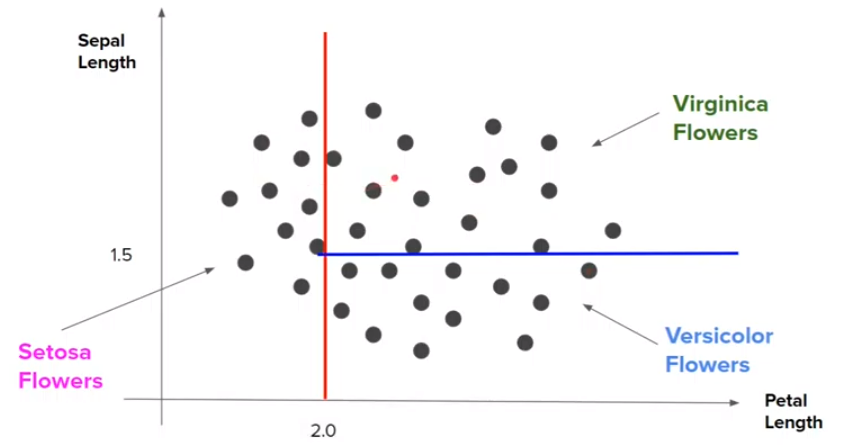 Sepal
Length
Virginica
Flowers
1.5
Setosa
Flowers
Versicolor
Flowers
Petal
Length
2.0